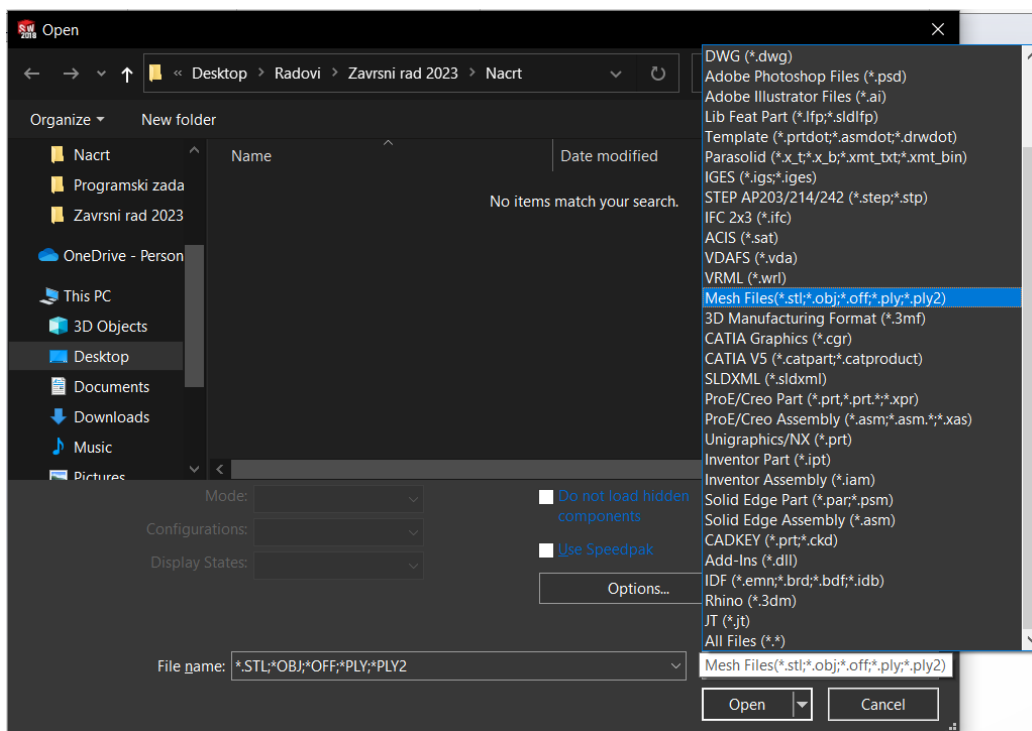 SW
2018
Open
« Desktop > Radovi > Zavrsni rad 2023 > Nacrt
Organize
New folder
Nacrt
Programski zada
Zavrsni rad 2023
OneDrive - Person
This PC
3D Objects
Desktop
Documents
Downloads
Music
Pictures
Name
Date modified
No items match your search.
Mode:
Configurations:
Display States:
Do not load hidden
components
Use Speedpak
Options...
File name:
*.STL;*OBJ;*OFF;*PLY;*PLY2
DWG (*.dwg)
Adobe Photoshop Files (*.psd)
Adobe Illustrator Files (*.ai)
Lib Feat Part (*.lfp;*.sldlfp)
Template (*.prtdot;*.asmdot;*.drwdot)
Parasolid (*.x_t;*.x_b;*.xmt_txt;*.xmt_bin)
IGES (*.igs;*.iges)
STEP AP203/214/242 (*.step;*.stp)
IFC 2x3 (*.ifc)
ACIS (*.sat)
VDAFS (*.vda)
VRML (*.wrl)
Mesh Files(*.stl;*.obj;*.off;*.ply;*.ply2)
3D Manufacturing Format (*.3mf)
CATIA Graphics (*.cgr)
CATIA V5 (*.catpart;*.catproduct)
SLDXML (*.sldxml)
ProE/Creo Part (*.prt,*.prt.*;*.xpr)
ProE/Creo Assembly (*.asm;*.asm.*;*.xas)
Unigraphics/NX (*.prt)
Inventor Part (*.ipt)
Inventor Assembly (*.iam)
Solid Edge Part (*.par;*.psm)
Solid Edge Assembly (*.asm)
CADKEY (*.prt;*.ckd)
Add-Ins (*.dll)
IDF (*.emn;*.brd;*.bdf;*.idb)
Rhino (*.3dm)
JT (*.jt)
All Files (*.*)
Mesh Files(*.stl;*.obj;*.off;*.ply;*.ply2)
Open
Cancel